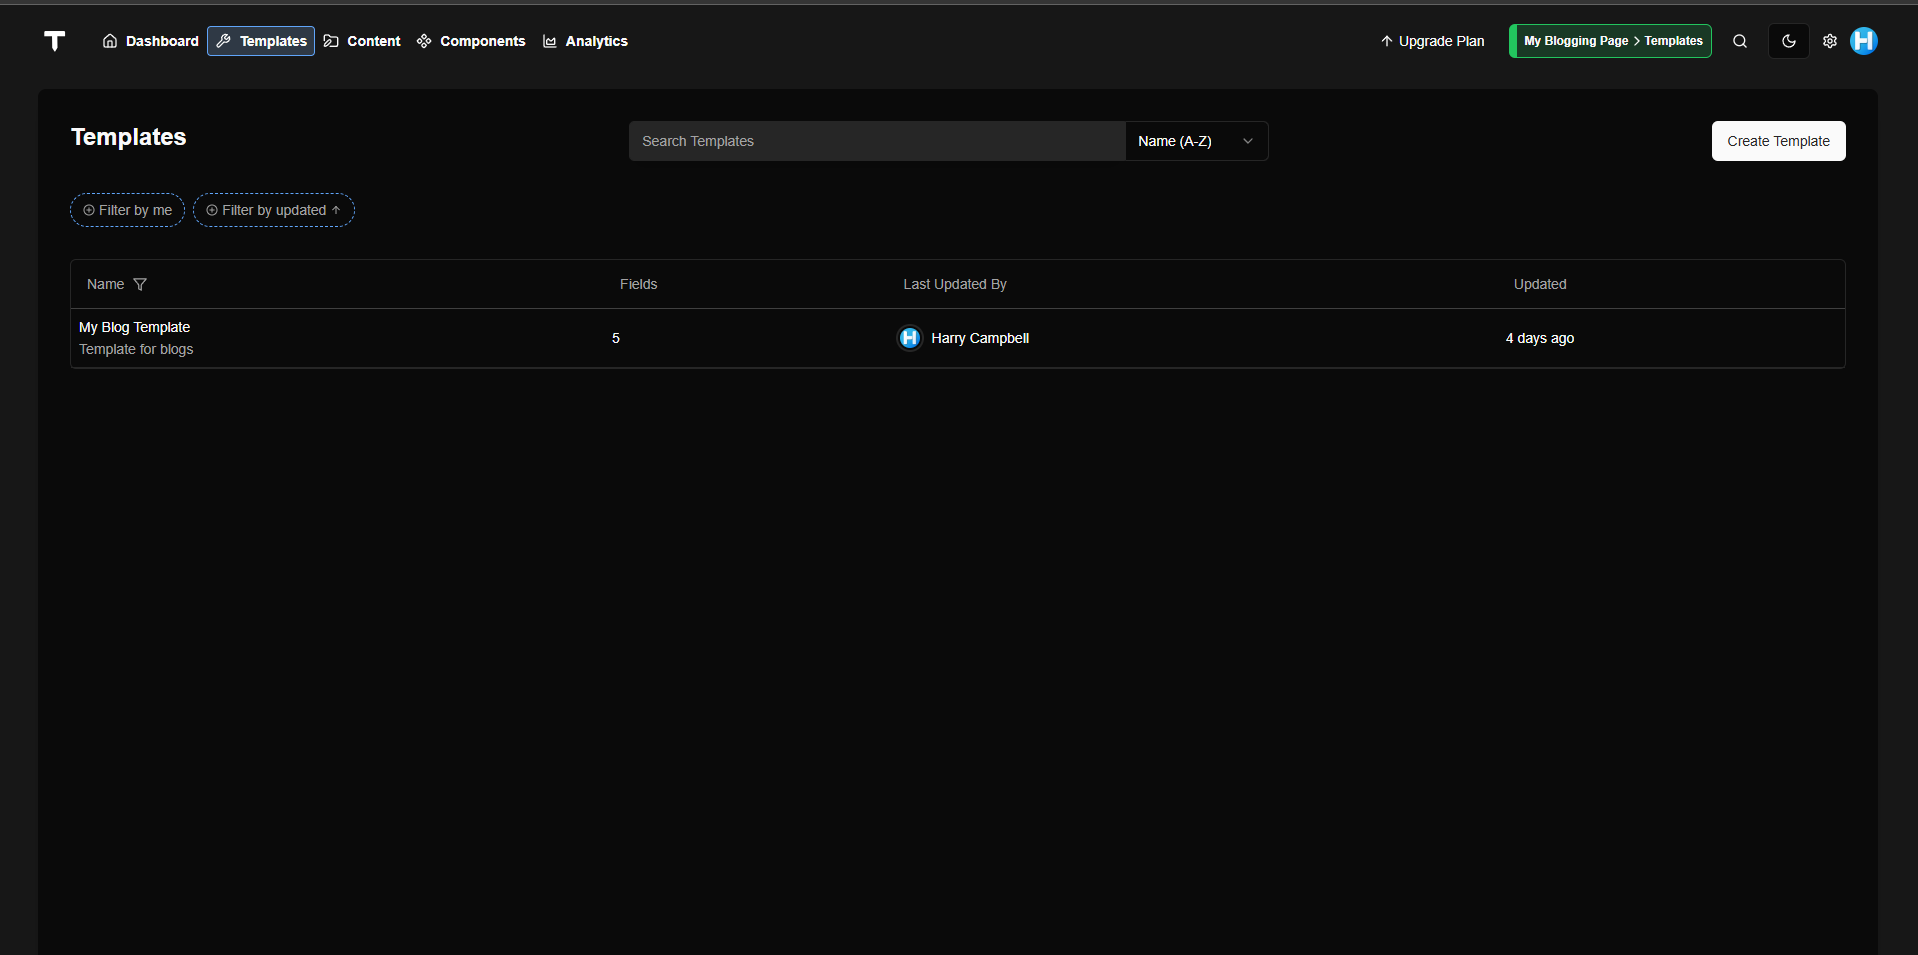 T Dashboard Templates Content Components Analytics Upgrade Plan My Blogging Page > Templates H
Templates
Search Templates Name (A-Z) Create Template
Filter by me Filter by updated ↑
Name Fields Last Updated By Updated
My Blog Template
Template for blogs
5 H Harry Campbell 4 days ago